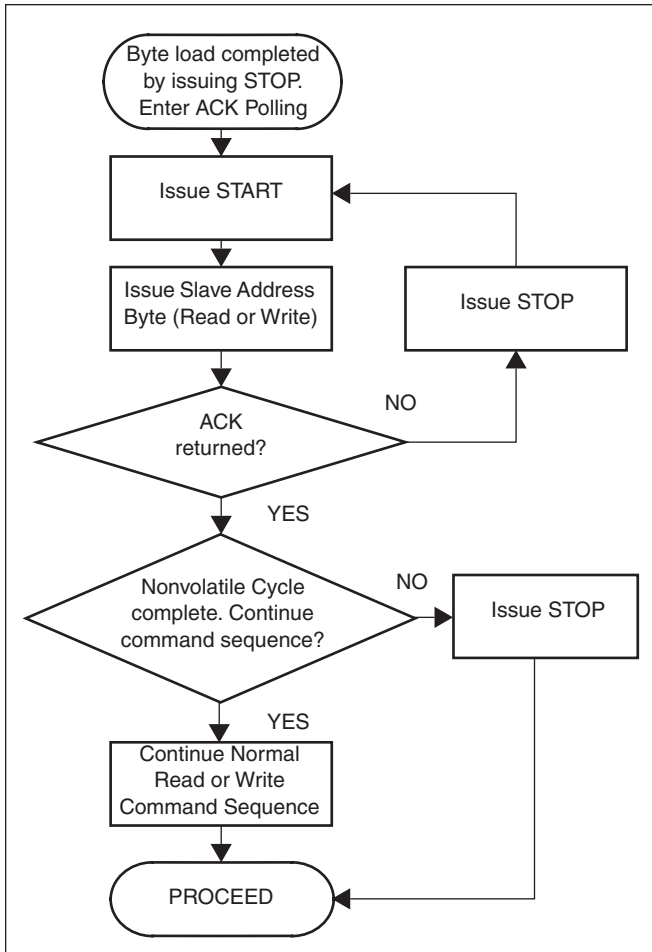 Byte load completed
by issuing STOP.
Enter ACK Polling
Issue START
Issue Slave Address
Byte (Read or Write)
Issue STOP
ACK
returned?
NO
YES
Nonvolatile Cycle
complete. Continue
command sequence?
NO
Issue STOP
YES
Continue Normal
Read or Write
Command Sequence
PROCEED